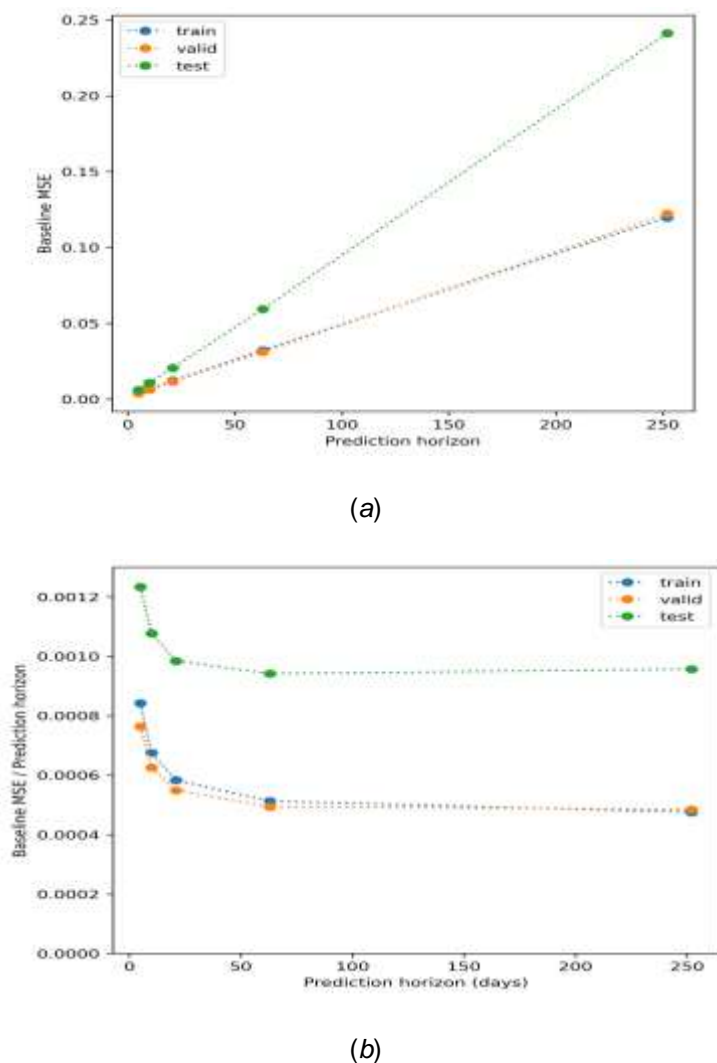 0.25
train
valid
test
0.20
0.15
0.10
0.05
0.00
Baseline MSE
0 50 100 150 200 250
Prediction horizon
(a)
0.0012
train
valid
test
0.0010
0.0008
0.0006
0.0004
0.0002
0.0000
Baseline MSE / Prediction horizon
0 50 100 150 200 250
Prediction horizon (days)
(b)